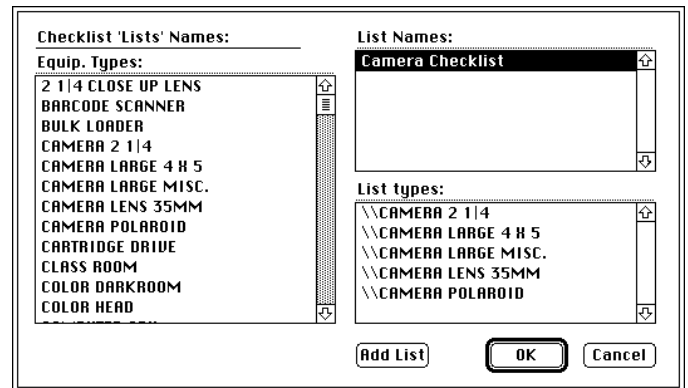 Checklist 'Lists' Names:
Equip. Types:
2 1|4 CLOSE UP LENS
BARCODE SCANNER
BULK LOADER
CAMERA 2 1|4
CAMERA LARGE 4 X 5
CAMERA LARGE MISC.
CAMERA LENS 35MM
CAMERA POLAROID
CARTRIDGE DRIVE
CLASS ROOM
COLOR DARKROOM
COLOR HEAD
List Names:
Camera Checklist
List types:
\\CAMERA 2 1|4
\\CAMERA LARGE 4 X 5
\\CAMERA LARGE MISC.
\\CAMERA LENS 35MM
\\CAMERA POLAROID
Add List
OK
Cancel